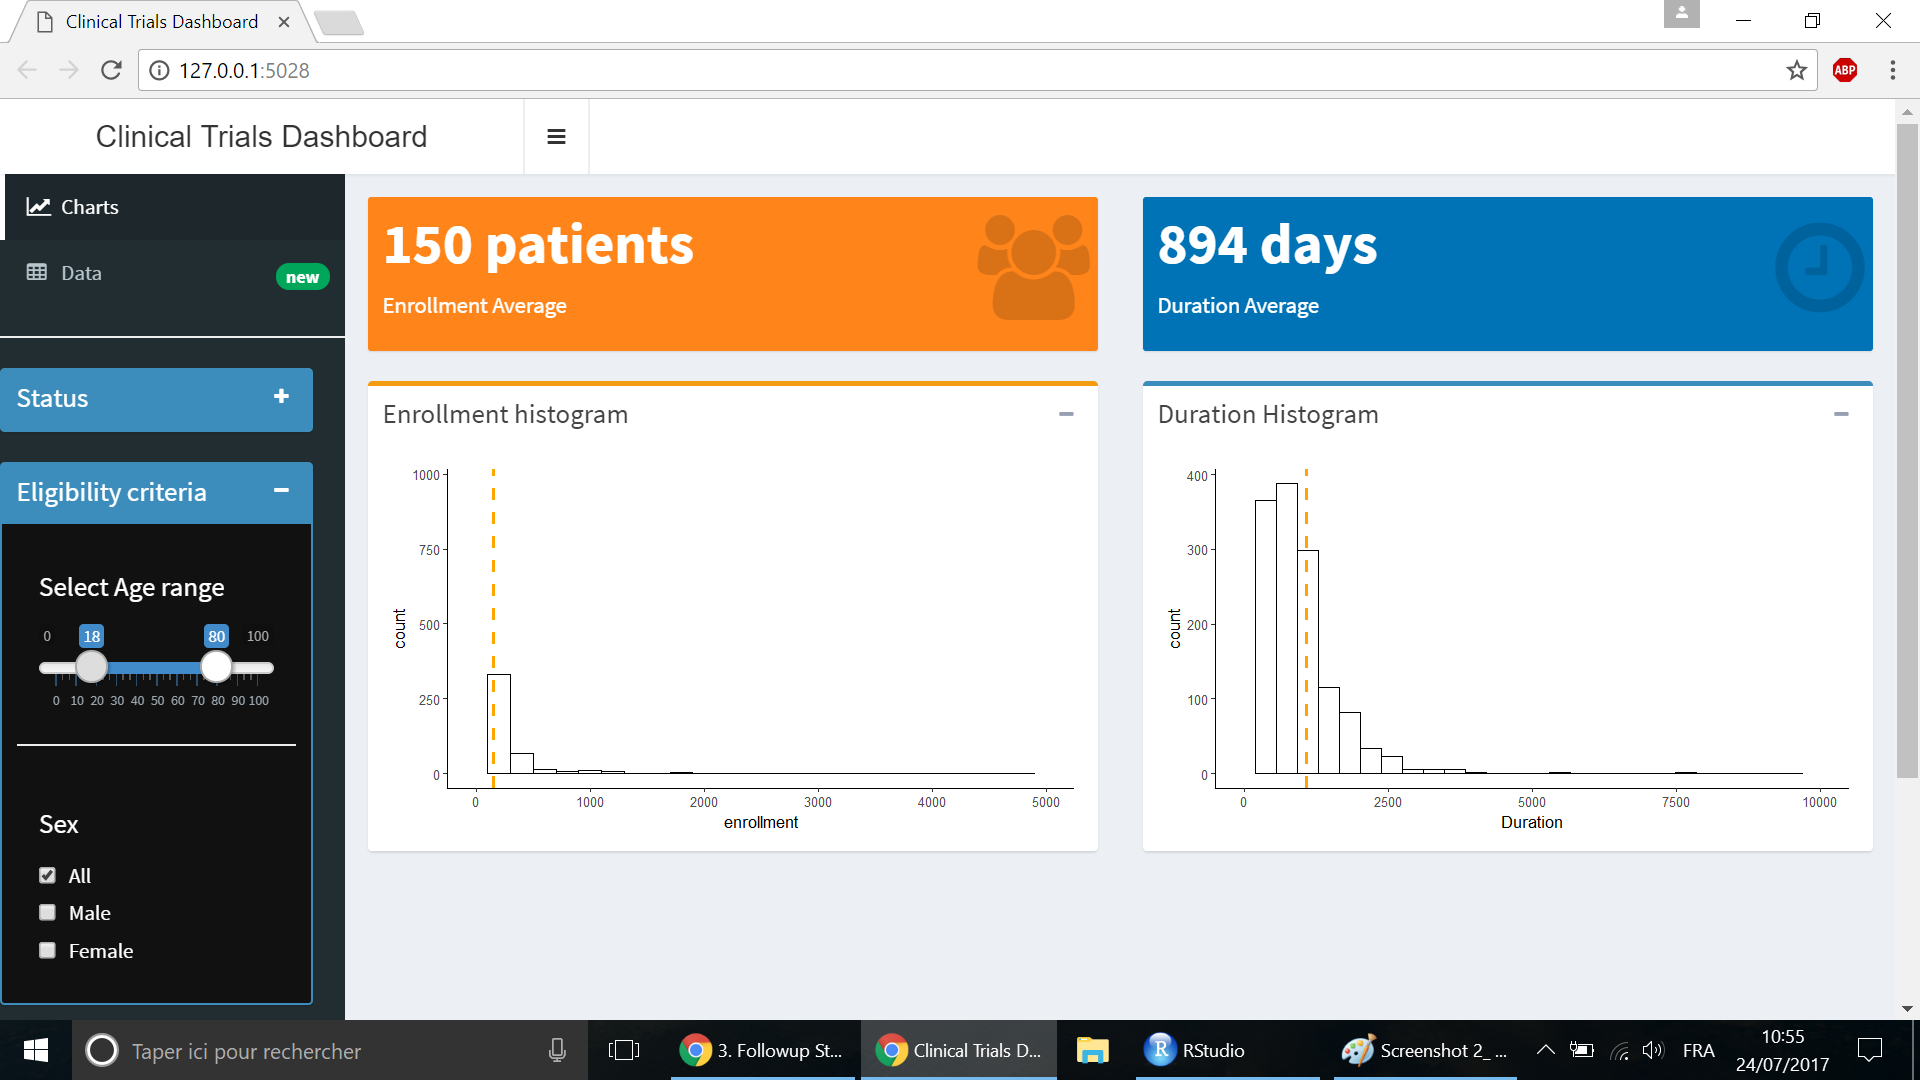 Clinical Trials Dashboard
127.0.0.1:5028
ABP
Clinical Trials Dashboard
Charts
Data
new
Status
Eligibility criteria
Select Age range
0 18 80 100
0 10 20 30 40 50 60 70 80 90 100
Sex
All
Male
Female
150 patients
Enrollment Average
894 days
Duration Average
Enrollment histogram
1000
750
500
250
0
count
0 1000 2000 3000 4000 5000
enrollment
Duration Histogram
400
300
200
100
0
count
0 2500 5000 7500 10000
Duration
Taper ici pour rechercher
3. Followup St...
Clinical Trials D...
R RStudio
Screenshot 2_ ...
FRA
10:55
24/07/2017